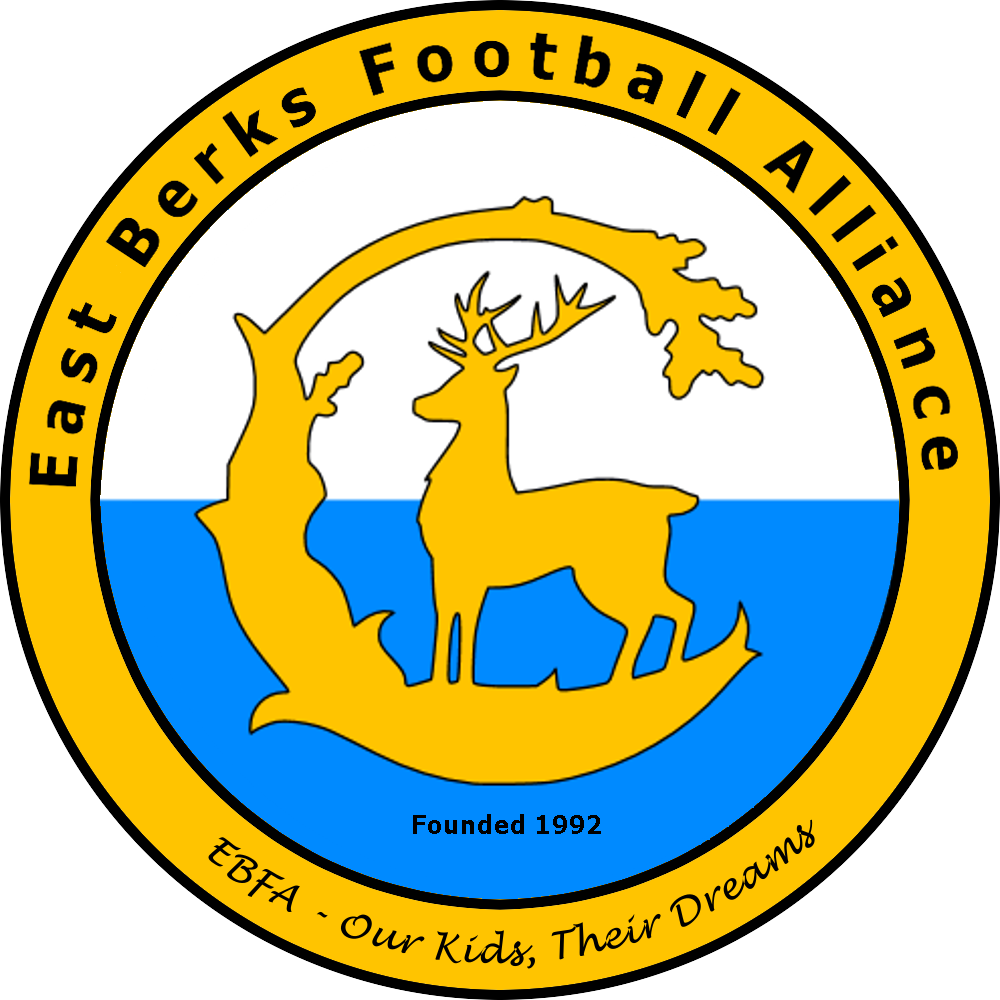 East Berks Football Alliance
Founded 1992
EBFA - Our Kids, Their Dreams